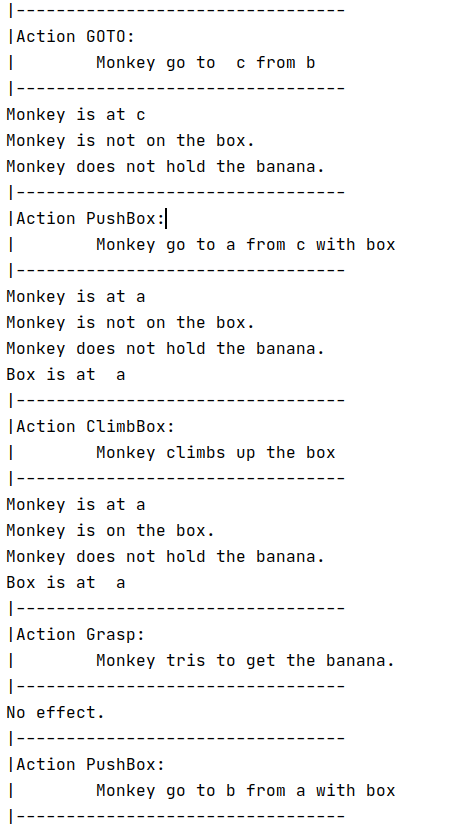 |---------------------------------
|Action GOTO:
|        Monkey go to  c from b
|---------------------------------
Monkey is at c
Monkey is not on the box.
Monkey does not hold the banana.
|---------------------------------
|Action PushBox:
|        Monkey go to a from c with box
|---------------------------------
Monkey is at a
Monkey is not on the box.
Monkey does not hold the banana.
Box is at  a
|---------------------------------
|Action ClimbBox:
|        Monkey climbs up the box
|---------------------------------
Monkey is at a
Monkey is on the box.
Monkey does not hold the banana.
Box is at  a
|---------------------------------
|Action Grasp:
|        Monkey tris to get the banana.
|---------------------------------
No effect.
|---------------------------------
|Action PushBox:
|        Monkey go to b from a with box
|---------------------------------